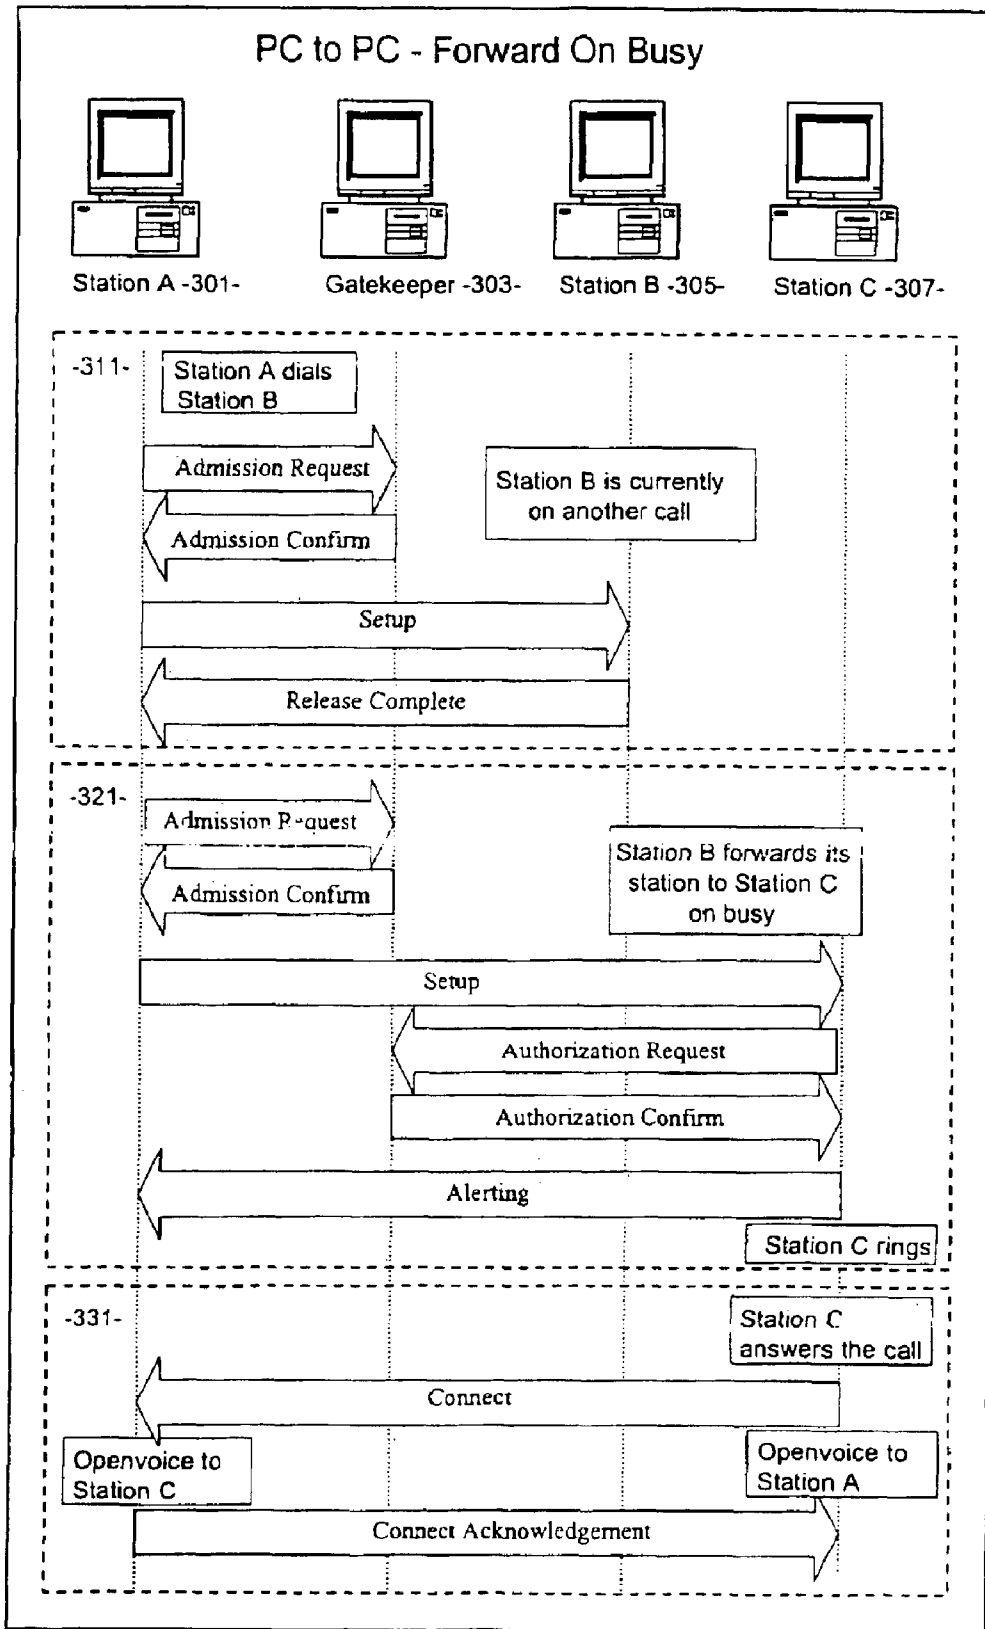 PC to PC - Forward On Busy
Station A -301-
Gatekeeper -303-
Station B -305-
Station C -307-
-311-
Station A dials
Station B
Admission Request
Station B is currently
on another call
Admission Confirm
Setup
Release Complete
-321-
Admission Request
Station B forwards its
station to Station C
on busy
Admission Confirm
Setup
Authorization Request
Authorization Confirm
Alerting
Station C rings
-331-
Station C
answers the call
Connect
Openvoice to
Station C
Openvoice to
Station A
Connect Acknowledgement